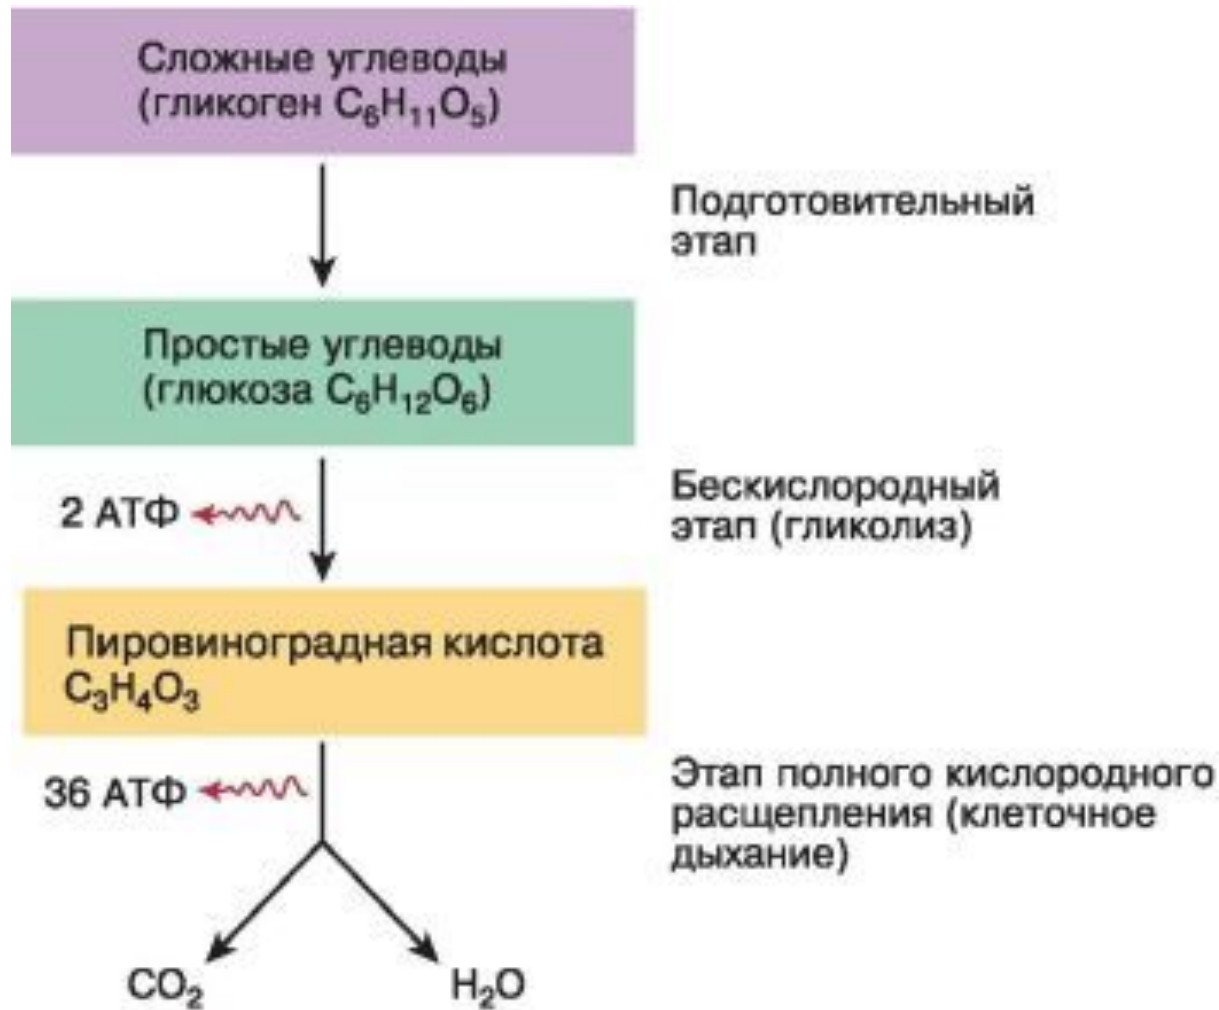 Сложные углеводы
(гликоген C₆H₁₁O₅)
Подготовительный
этап
Простые углеводы
(глюкоза C₆H₁₂O₆)
2 АТФ
Бескислородный
этап (гликолиз)
Пировиноградная кислота
C₃H₄O₃
36 АТФ
Этап полного кислородного
расщепления (клеточное
дыхание)
CO₂
H₂O